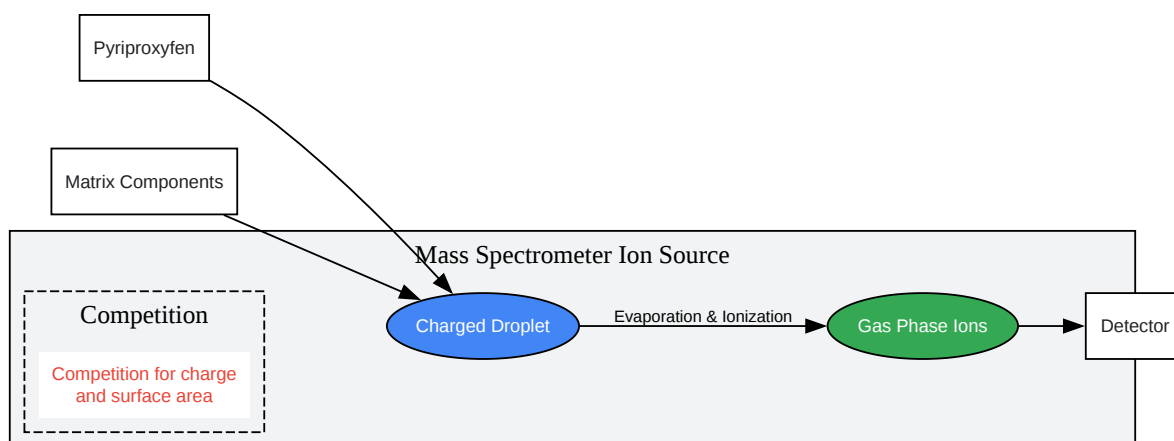 Pyriproxyfen
Matrix Components
Mass Spectrometer Ion Source
Competition
Competition for charge
and surface area
Charged Droplet
Evaporation & Ionization
Gas Phase Ions
Detector